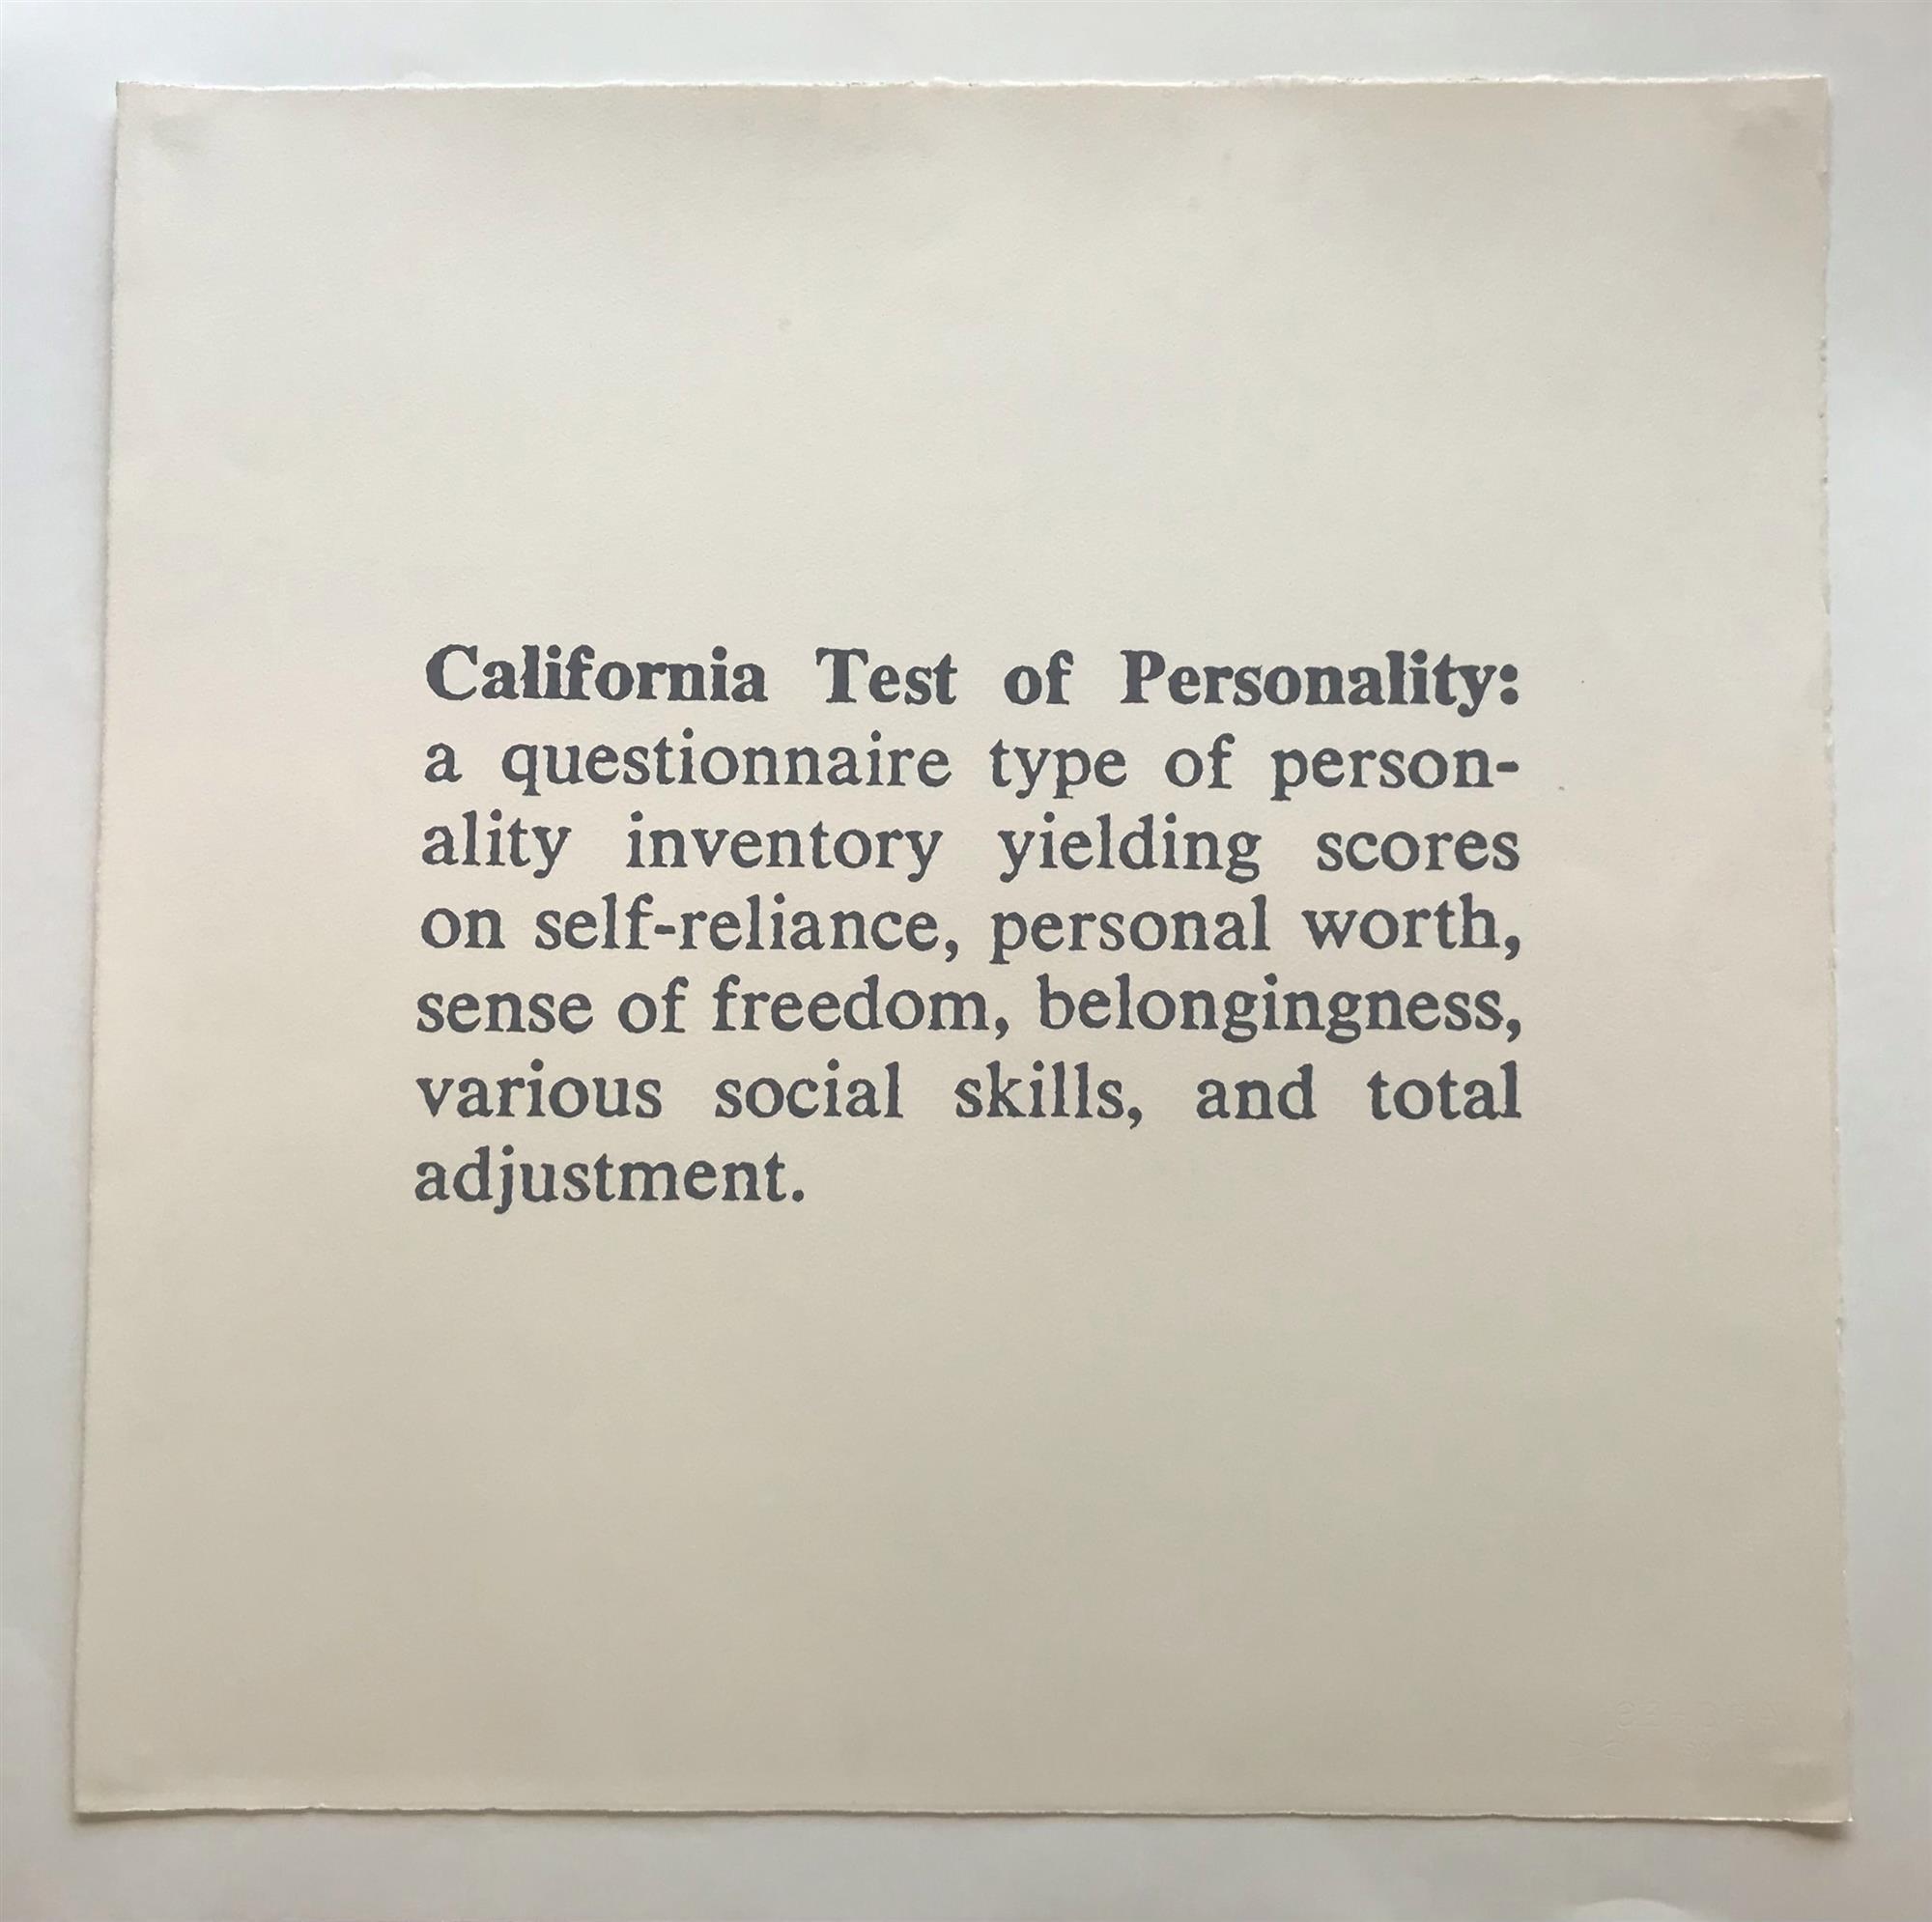 California Test of Personality:
a questionnaire type of person-
ality inventory yielding scores
on self-reliance, personal worth,
sense of freedom, belongingness,
various social skills, and total
adjustment.